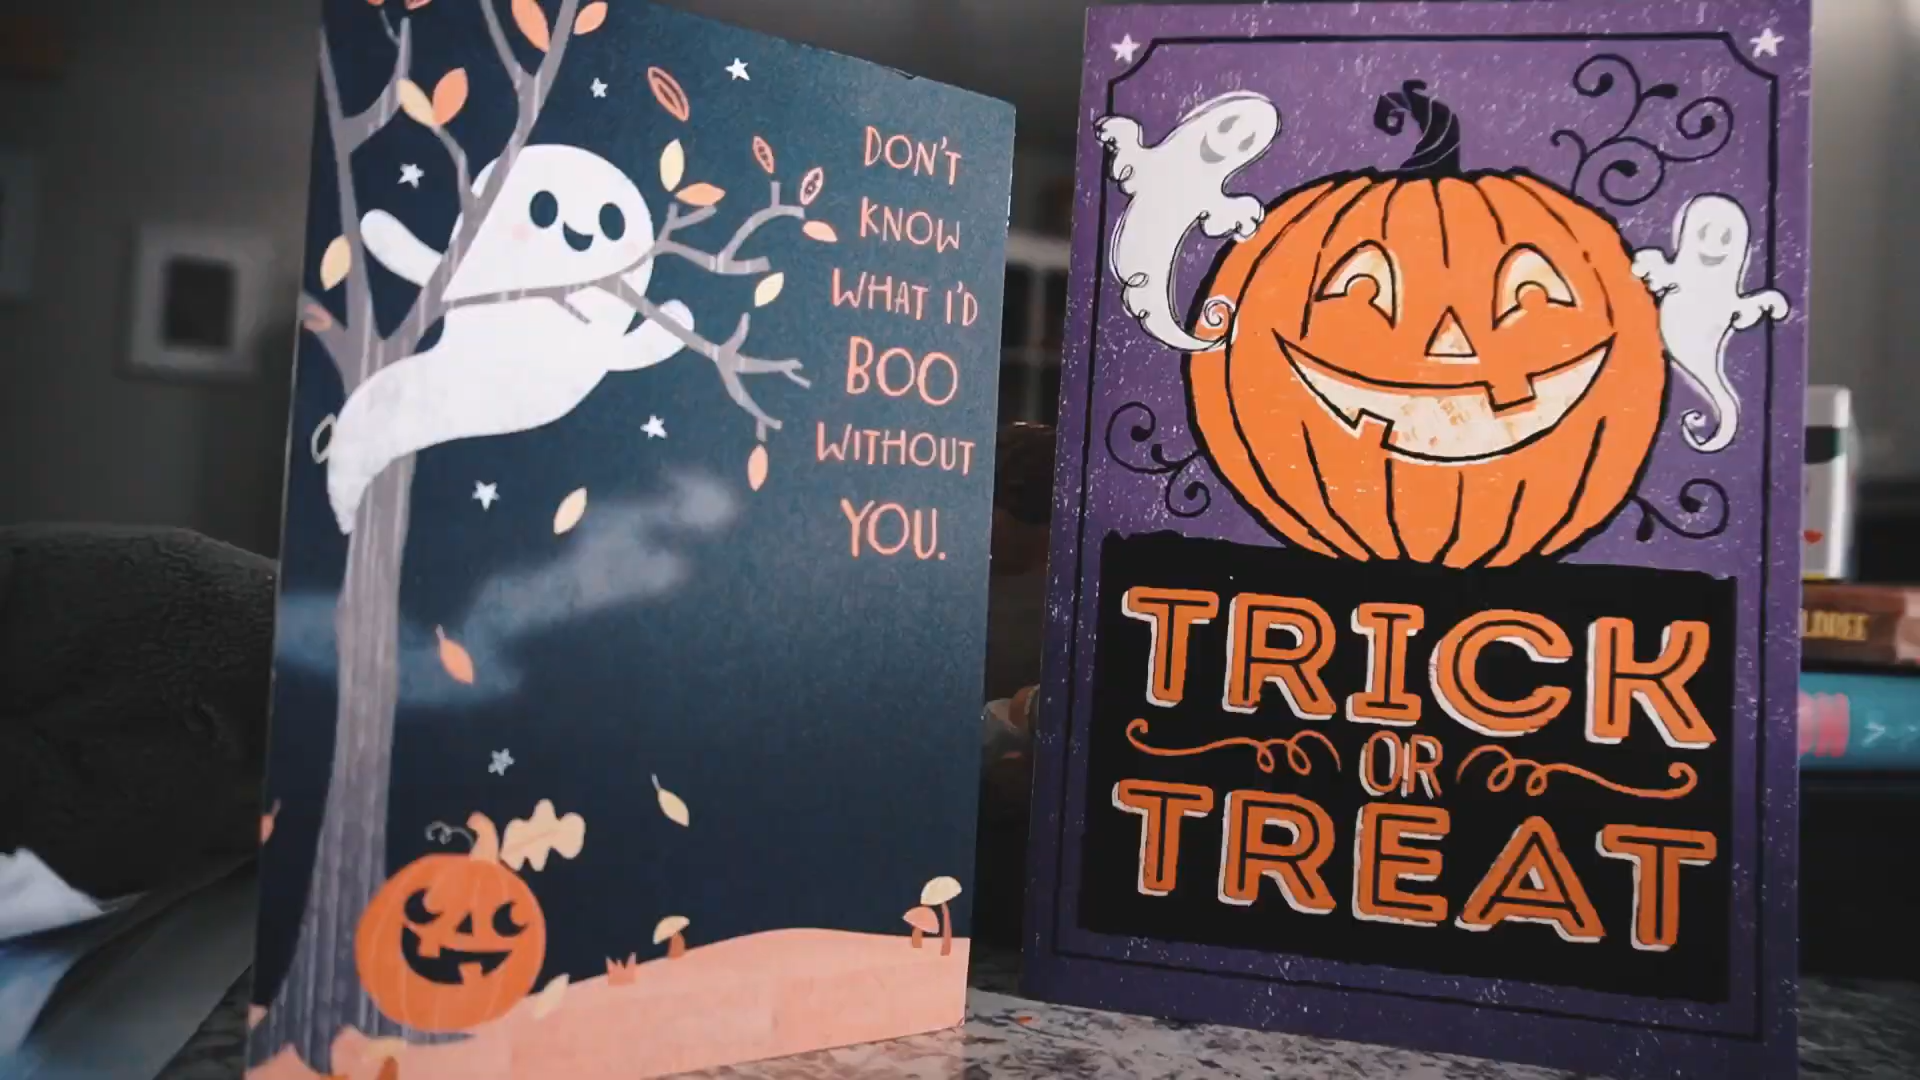 DON'T
KNOW
WHAT I'D
BOO
WITHOUT
YOU.
TRICK
OR
TREAT